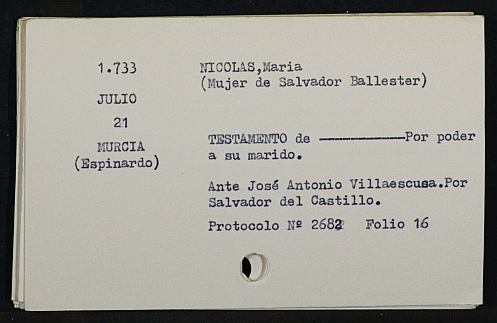 1.733
JULIO
21
MURCIA
(Espinardo)
NICOLAS,Maria
(Mujer de Salvador Ballester)
TESTAMENTO de ——————Por poder
a su marido.
Ante José Antonio Villaescusa.Por
Salvador del Castillo.
Protocolo Nº 2682 Folio 16